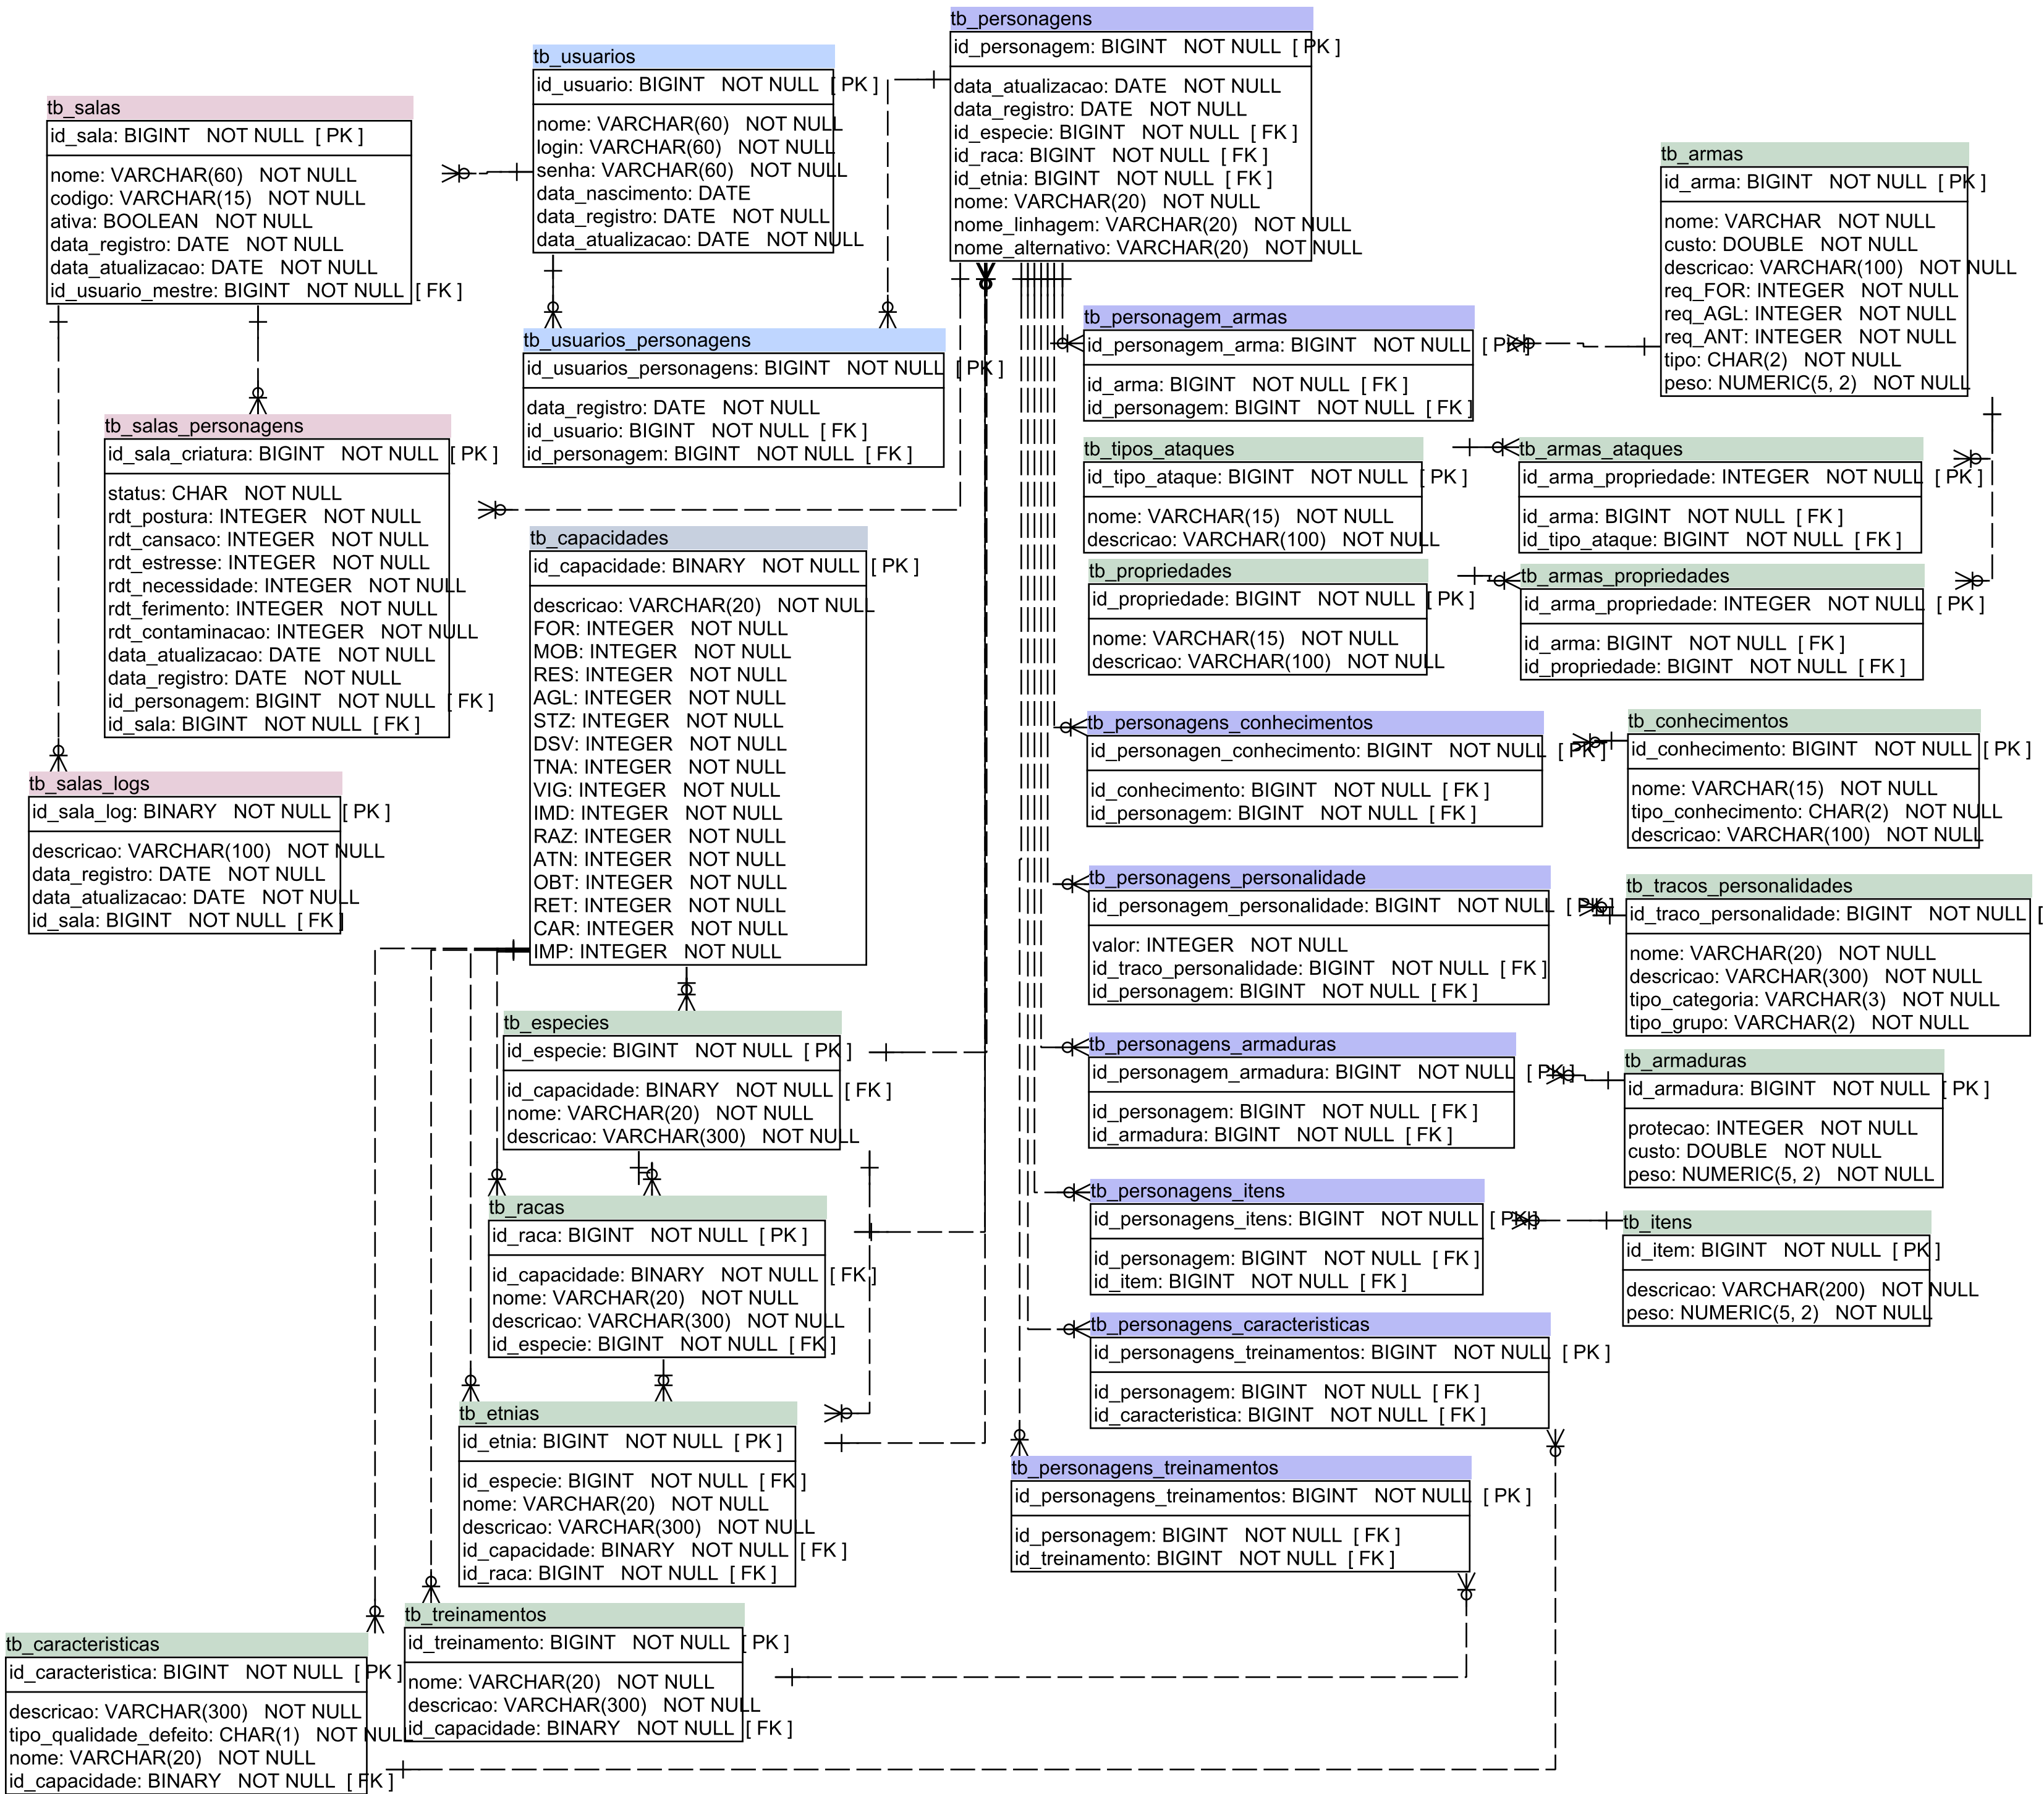 tb_personagens
id_personagem: BIGINT   NOT NULL  [ PK ]
data_atualizacao: DATE   NOT NULL
data_registro: DATE   NOT NULL
id_especie: BIGINT   NOT NULL  [ FK ]
id_raca: BIGINT   NOT NULL  [ FK ]
id_etnia: BIGINT   NOT NULL  [ FK ]
nome: VARCHAR(20)   NOT NULL
nome_linhagem: VARCHAR(20)   NOT NULL
nome_alternativo: VARCHAR(20)   NOT NULL
tb_usuarios
id_usuario: BIGINT   NOT NULL  [ PK ]
nome: VARCHAR(60)   NOT NULL
login: VARCHAR(60)   NOT NULL
senha: VARCHAR(60)   NOT NULL
data_nascimento: DATE
data_registro: DATE   NOT NULL
data_atualizacao: DATE   NOT NULL
tb_salas
id_sala: BIGINT   NOT NULL  [ PK ]
nome: VARCHAR(60)   NOT NULL
codigo: VARCHAR(15)   NOT NULL
ativa: BOOLEAN   NOT NULL
data_registro: DATE   NOT NULL
data_atualizacao: DATE   NOT NULL
id_usuario_mestre: BIGINT   NOT NULL  [ FK ]
tb_armas
id_arma: BIGINT   NOT NULL  [ PK ]
nome: VARCHAR   NOT NULL
custo: DOUBLE   NOT NULL
descricao: VARCHAR(100)   NOT NULL
req_FOR: INTEGER   NOT NULL
req_AGL: INTEGER   NOT NULL
req_ANT: INTEGER   NOT NULL
tipo: CHAR(2)   NOT NULL
peso: NUMERIC(5, 2)   NOT NULL
tb_personagem_armas
id_personagem_arma: BIGINT   NOT NULL  [ PK ]
id_arma: BIGINT   NOT NULL  [ FK ]
id_personagem: BIGINT   NOT NULL  [ FK ]
tb_usuarios_personagens
id_usuarios_personagens: BIGINT   NOT NULL  [ PK ]
data_registro: DATE   NOT NULL
id_usuario: BIGINT   NOT NULL  [ FK ]
id_personagem: BIGINT   NOT NULL  [ FK ]
tb_salas_personagens
id_sala_criatura: BIGINT   NOT NULL  [ PK ]
status: CHAR   NOT NULL
rdt_postura: INTEGER   NOT NULL
rdt_cansaco: INTEGER   NOT NULL
rdt_estresse: INTEGER   NOT NULL
rdt_necessidade: INTEGER   NOT NULL
rdt_ferimento: INTEGER   NOT NULL
rdt_contaminacao: INTEGER   NOT NULL
data_atualizacao: DATE   NOT NULL
data_registro: DATE   NOT NULL
id_personagem: BIGINT   NOT NULL  [ FK ]
id_sala: BIGINT   NOT NULL  [ FK ]
tb_tipos_ataques
id_tipo_ataque: BIGINT   NOT NULL  [ PK ]
nome: VARCHAR(15)   NOT NULL
descricao: VARCHAR(100)   NOT NULL
tb_armas_ataques
id_arma_propriedade: INTEGER   NOT NULL  [ PK ]
id_arma: BIGINT   NOT NULL  [ FK ]
id_tipo_ataque: BIGINT   NOT NULL  [ FK ]
tb_propriedades
id_propriedade: BIGINT   NOT NULL  [ PK ]
nome: VARCHAR(15)   NOT NULL
descricao: VARCHAR(100)   NOT NULL
tb_armas_propriedades
id_arma_propriedade: INTEGER   NOT NULL  [ PK ]
id_arma: BIGINT   NOT NULL  [ FK ]
id_propriedade: BIGINT   NOT NULL  [ FK ]
tb_capacidades
id_capacidade: BINARY   NOT NULL  [ PK ]
descricao: VARCHAR(20)   NOT NULL
FOR: INTEGER   NOT NULL
MOB: INTEGER   NOT NULL
RES: INTEGER   NOT NULL
AGL: INTEGER   NOT NULL
STZ: INTEGER   NOT NULL
DSV: INTEGER   NOT NULL
TNA: INTEGER   NOT NULL
VIG: INTEGER   NOT NULL
IMD: INTEGER   NOT NULL
RAZ: INTEGER   NOT NULL
ATN: INTEGER   NOT NULL
OBT: INTEGER   NOT NULL
RET: INTEGER   NOT NULL
CAR: INTEGER   NOT NULL
IMP: INTEGER   NOT NULL
tb_personagens_conhecimentos
id_personagen_conhecimento: BIGINT   NOT NULL  [ PK ]
id_conhecimento: BIGINT   NOT NULL  [ FK ]
id_personagem: BIGINT   NOT NULL  [ FK ]
tb_conhecimentos
id_conhecimento: BIGINT   NOT NULL  [ PK ]
nome: VARCHAR(15)   NOT NULL
tipo_conhecimento: CHAR(2)   NOT NULL
descricao: VARCHAR(100)   NOT NULL
tb_salas_logs
id_sala_log: BINARY   NOT NULL  [ PK ]
descricao: VARCHAR(100)   NOT NULL
data_registro: DATE   NOT NULL
data_atualizacao: DATE   NOT NULL
id_sala: BIGINT   NOT NULL  [ FK ]
tb_personagens_personalidade
id_personagem_personalidade: BIGINT   NOT NULL  [ PK ]
valor: INTEGER   NOT NULL
id_traco_personalidade: BIGINT   NOT NULL  [ FK ]
id_personagem: BIGINT   NOT NULL  [ FK ]
tb_tracos_personalidades
id_traco_personalidade: BIGINT   NOT NULL  [
nome: VARCHAR(20)   NOT NULL
descricao: VARCHAR(300)   NOT NULL
tipo_categoria: VARCHAR(3)   NOT NULL
tipo_grupo: VARCHAR(2)   NOT NULL
tb_especies
id_especie: BIGINT   NOT NULL  [ PK ]
id_capacidade: BINARY   NOT NULL  [ FK ]
nome: VARCHAR(20)   NOT NULL
descricao: VARCHAR(300)   NOT NULL
tb_personagens_armaduras
id_personagem_armadura: BIGINT   NOT NULL  [ PK ]
id_personagem: BIGINT   NOT NULL  [ FK ]
id_armadura: BIGINT   NOT NULL  [ FK ]
tb_armaduras
id_armadura: BIGINT   NOT NULL  [ PK ]
protecao: INTEGER   NOT NULL
custo: DOUBLE   NOT NULL
peso: NUMERIC(5, 2)   NOT NULL
tb_racas
id_raca: BIGINT   NOT NULL  [ PK ]
id_capacidade: BINARY   NOT NULL  [ FK ]
nome: VARCHAR(20)   NOT NULL
descricao: VARCHAR(300)   NOT NULL
id_especie: BIGINT   NOT NULL  [ FK ]
tb_personagens_itens
id_personagens_itens: BIGINT   NOT NULL  [ PK ]
id_personagem: BIGINT   NOT NULL  [ FK ]
id_item: BIGINT   NOT NULL  [ FK ]
tb_itens
id_item: BIGINT   NOT NULL  [ PK ]
descricao: VARCHAR(200)   NOT NULL
peso: NUMERIC(5, 2)   NOT NULL
tb_personagens_caracteristicas
id_personagens_treinamentos: BIGINT   NOT NULL  [ PK ]
id_personagem: BIGINT   NOT NULL  [ FK ]
id_caracteristica: BIGINT   NOT NULL  [ FK ]
tb_etnias
id_etnia: BIGINT   NOT NULL  [ PK ]
id_especie: BIGINT   NOT NULL  [ FK ]
nome: VARCHAR(20)   NOT NULL
descricao: VARCHAR(300)   NOT NULL
id_capacidade: BINARY   NOT NULL  [ FK ]
id_raca: BIGINT   NOT NULL  [ FK ]
tb_personagens_treinamentos
id_personagens_treinamentos: BIGINT   NOT NULL  [ PK ]
id_personagem: BIGINT   NOT NULL  [ FK ]
id_treinamento: BIGINT   NOT NULL  [ FK ]
tb_treinamentos
id_treinamento: BIGINT   NOT NULL  [ PK ]
nome: VARCHAR(20)   NOT NULL
descricao: VARCHAR(300)   NOT NULL
id_capacidade: BINARY   NOT NULL  [ FK ]
tb_caracteristicas
id_caracteristica: BIGINT   NOT NULL  [ PK ]
descricao: VARCHAR(300)   NOT NULL
tipo_qualidade_defeito: CHAR(1)   NOT NULL
nome: VARCHAR(20)   NOT NULL
id_capacidade: BINARY   NOT NULL  [ FK ]